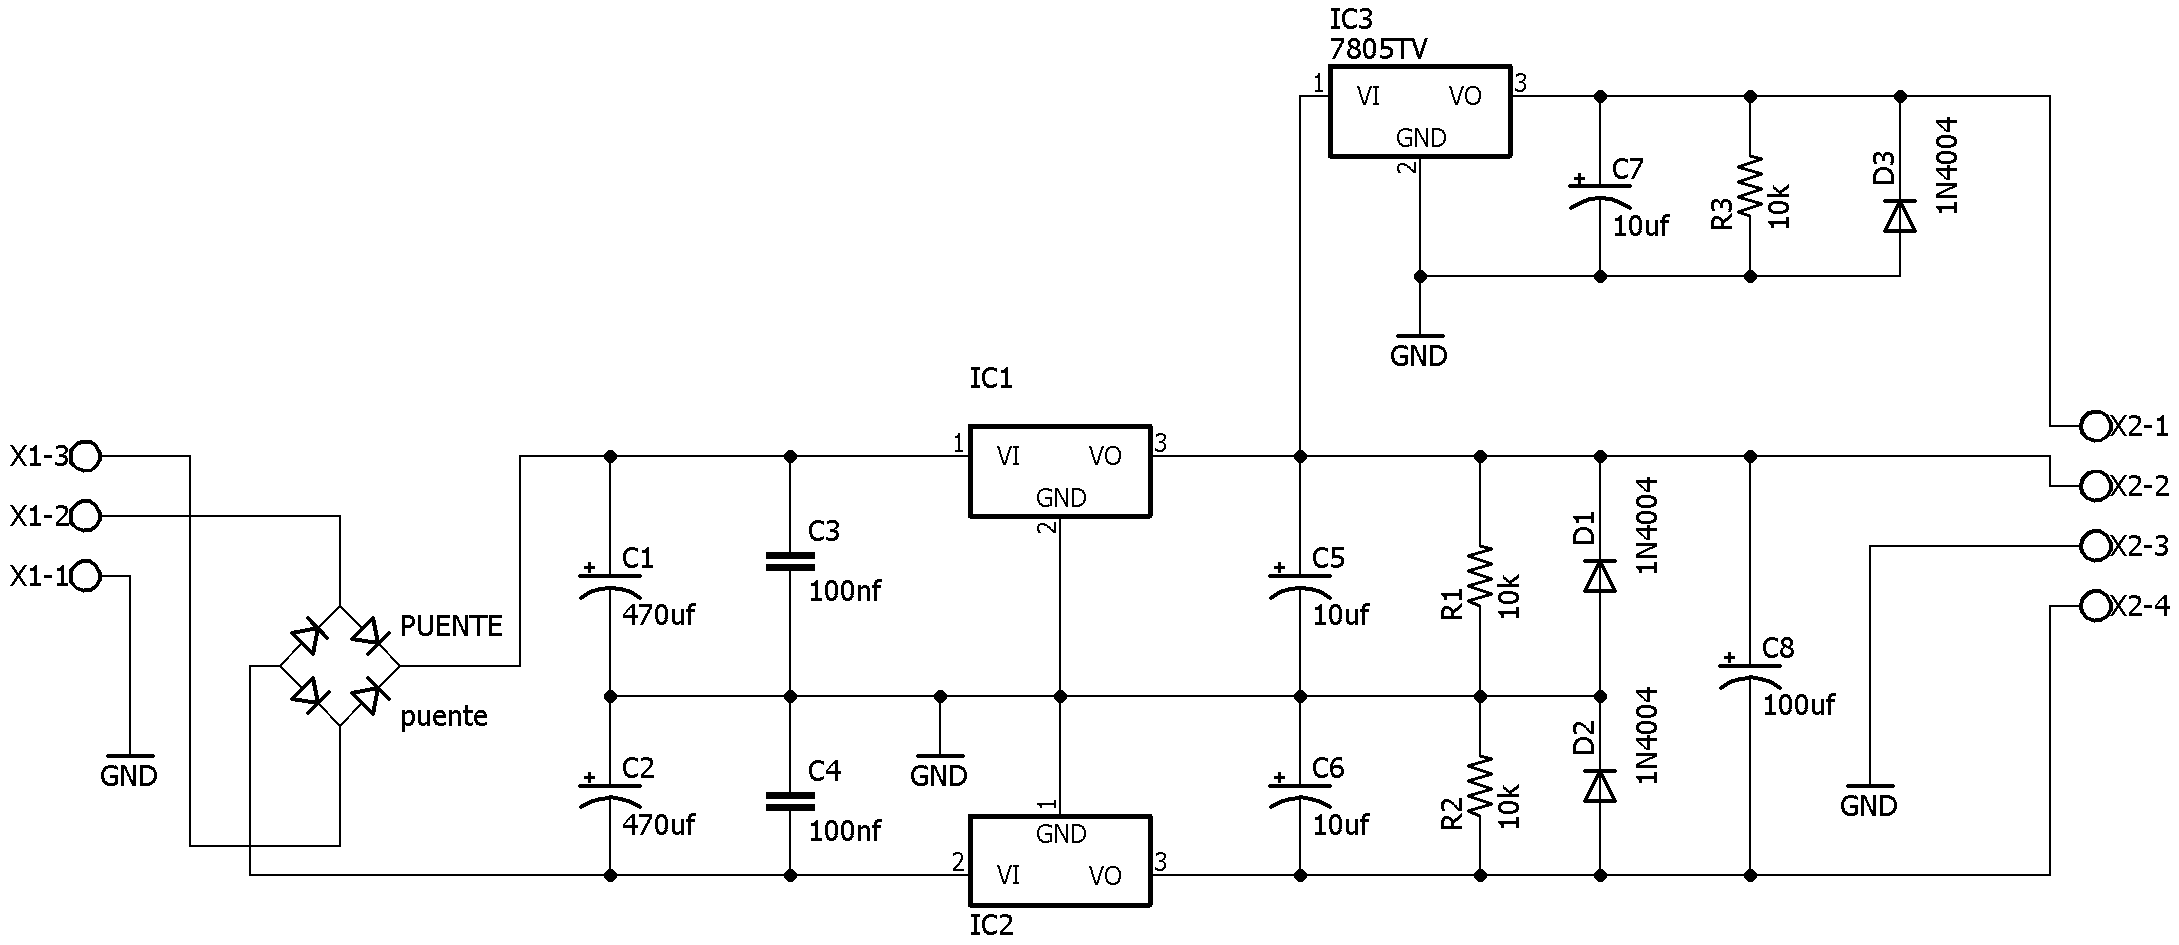 IC3
7805TV
1
VI
VO
3
GND
2
C7
10uf
R3
10k
D3
1N4004
GND
IC1
1
VI
VO
3
GND
2
X1-3
X1-2
X1-1
GND
PUENTE
puente
C1
470uf
C3
100nf
C2
470uf
C4
100nf
GND
1
GND
2
VI
VO
3
IC2
C5
10uf
R1
10k
D1
1N4004
C6
10uf
R2
10k
D2
1N4004
C8
100uf
X2-1
X2-2
X2-3
X2-4
GND